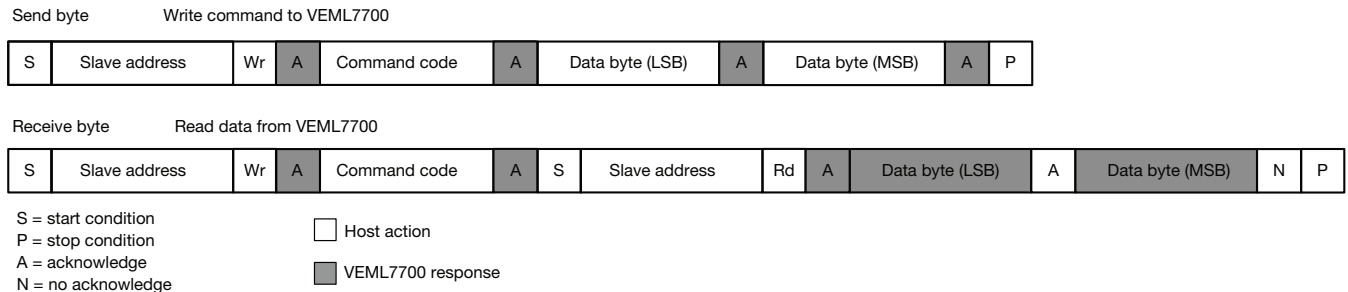 Send byte Write command to VEML7700
S Slave address Wr A Command code A Data byte (LSB) A Data byte (MSB) A P
Receive byte Read data from VEML7700
S Slave address Wr A Command code A S Slave address Rd A Data byte (LSB) A Data byte (MSB) N P
S = start condition
P = stop condition
A = acknowledge
N = no acknowledge
Host action
VEML7700 response